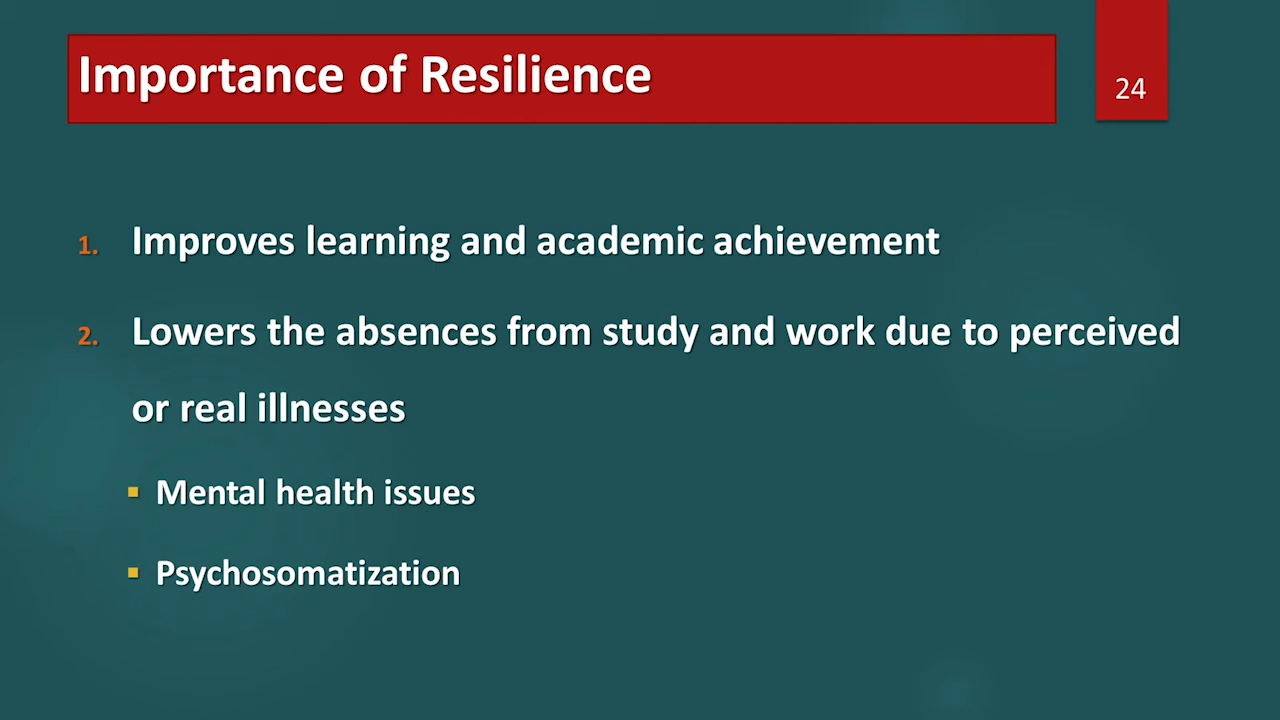 Importance of Resilience
24
1. Improves learning and academic achievement
2. Lowers the absences from study and work due to perceived
or real illnesses
▪ Mental health issues
▪ Psychosomatization